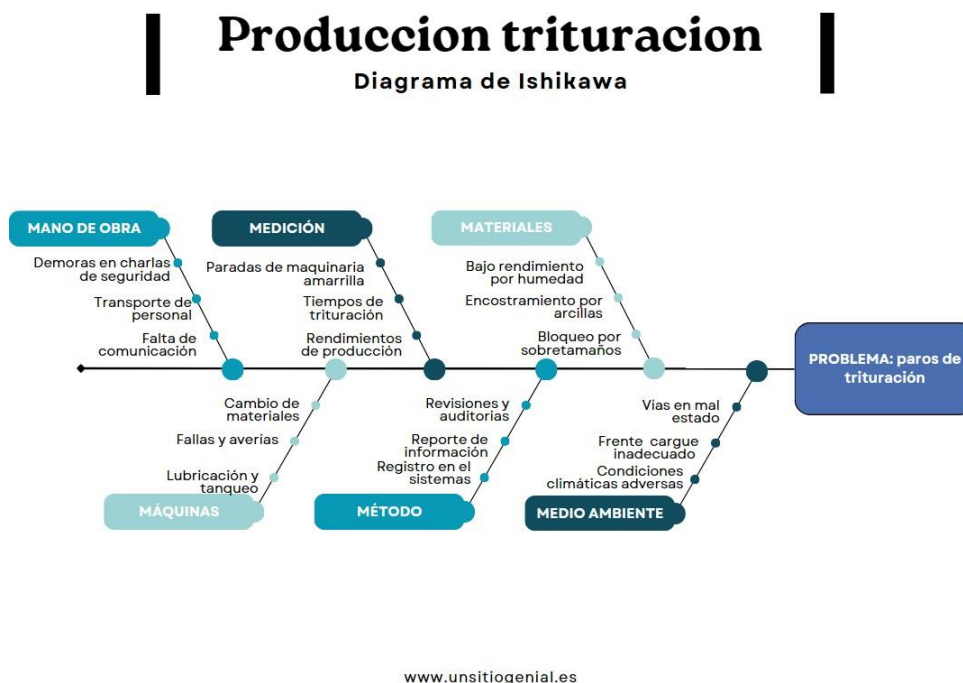 Produccion trituracion
Diagrama de Ishikawa
MANO DE OBRA
Demoras en charlas
de seguridad
Transporte de
personal
Falta de
comunicación
MEDICIÓN
Paradas de maquinaria
amarrilla
Tiempos de
trituración
Rendimientos
de producción
MATERIALES
Bajo rendimiento
por humedad
Encostramiento por
arcillas
Bloqueo por
sobretamaños
PROBLEMA: paros de
trituración
Cambio de
materiales
Fallas y averías
Lubricación y
tanqueo
MÁQUINAS
Revisiones y
auditorias
Reporte de
información
Registro en el
sistemas
MÉTODO
Vias en mal
estado
Frente cargue
inadecuado
Condiciones
climáticas adversas
MEDIO AMBIENTE
www.unsitiogenial.es